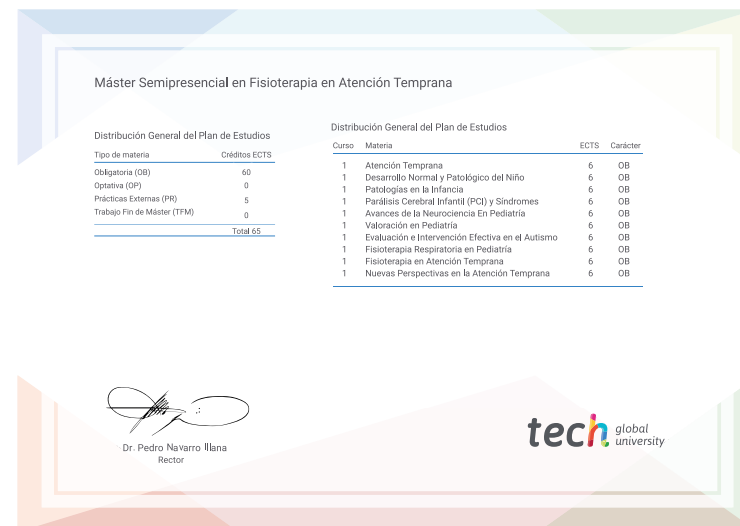 Máster Semipresencial en Fisioterapia en Atención Temprana
Distribución General del Plan de Estudios
Tipo de materia Créditos ECTS
Obligatoria (OB) 60
Optativa (OP) 0
Prácticas Externas (PR) 5
Trabajo Fin de Máster (TFM) 0
Total 65
Distribución General del Plan de Estudios
Curso Materia ECTS Carácter
1 Atención Temprana 6 OB
1 Desarrollo Normal y Patológico del Niño 6 OB
1 Patologías en la Infancia 6 OB
1 Parálisis Cerebral Infantil (PCI) y Síndromes 6 OB
1 Avances de la Neurociencia En Pediatría 6 OB
1 Valoración en Pediatría 6 OB
1 Evaluación e Intervención Efectiva en el Autismo 6 OB
1 Fisioterapia Respiratoria en Pediatría 6 OB
1 Fisioterapia en Atención Temprana 6 OB
1 Nuevas Perspectivas en la Atención Temprana 6 OB
Dr. Pedro Navarro Illana
Rector
tech global
university